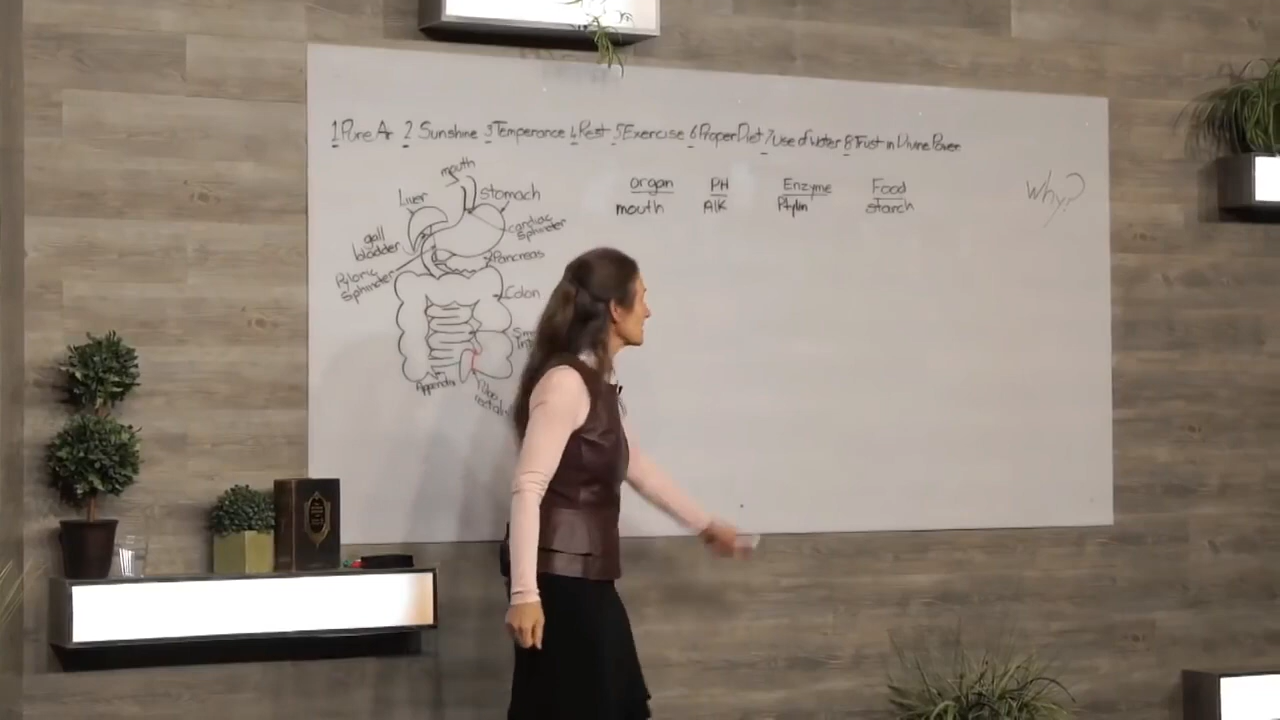 1 Pure Air 2 Sunshine 3 Temperance 4 Rest 5 Exercise 6 Proper Diet 7 Use of Water 8 Trust in Divine Power
mouth
Liver
Stomach
cardiac
Sphincter
gall
bladder
Pancreas
Pyloric
Sphincter
Colon
Appendix
organ PH Enzyme Food
mouth Alk Ptylin starch
Why?